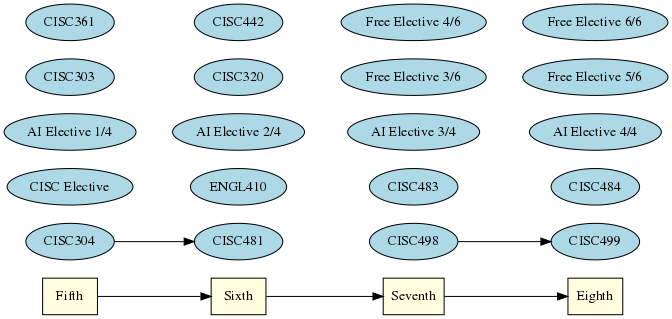 CISC361 CISC442 Free Elective 4/6 Free Elective 6/6
CISC303 CISC320 Free Elective 3/6 Free Elective 5/6
AI Elective 1/4 AI Elective 2/4 AI Elective 3/4 AI Elective 4/4
CISC Elective ENGL410 CISC483 CISC484
CISC304 CISC481 CISC498 CISC499
Fifth Sixth Seventh Eighth